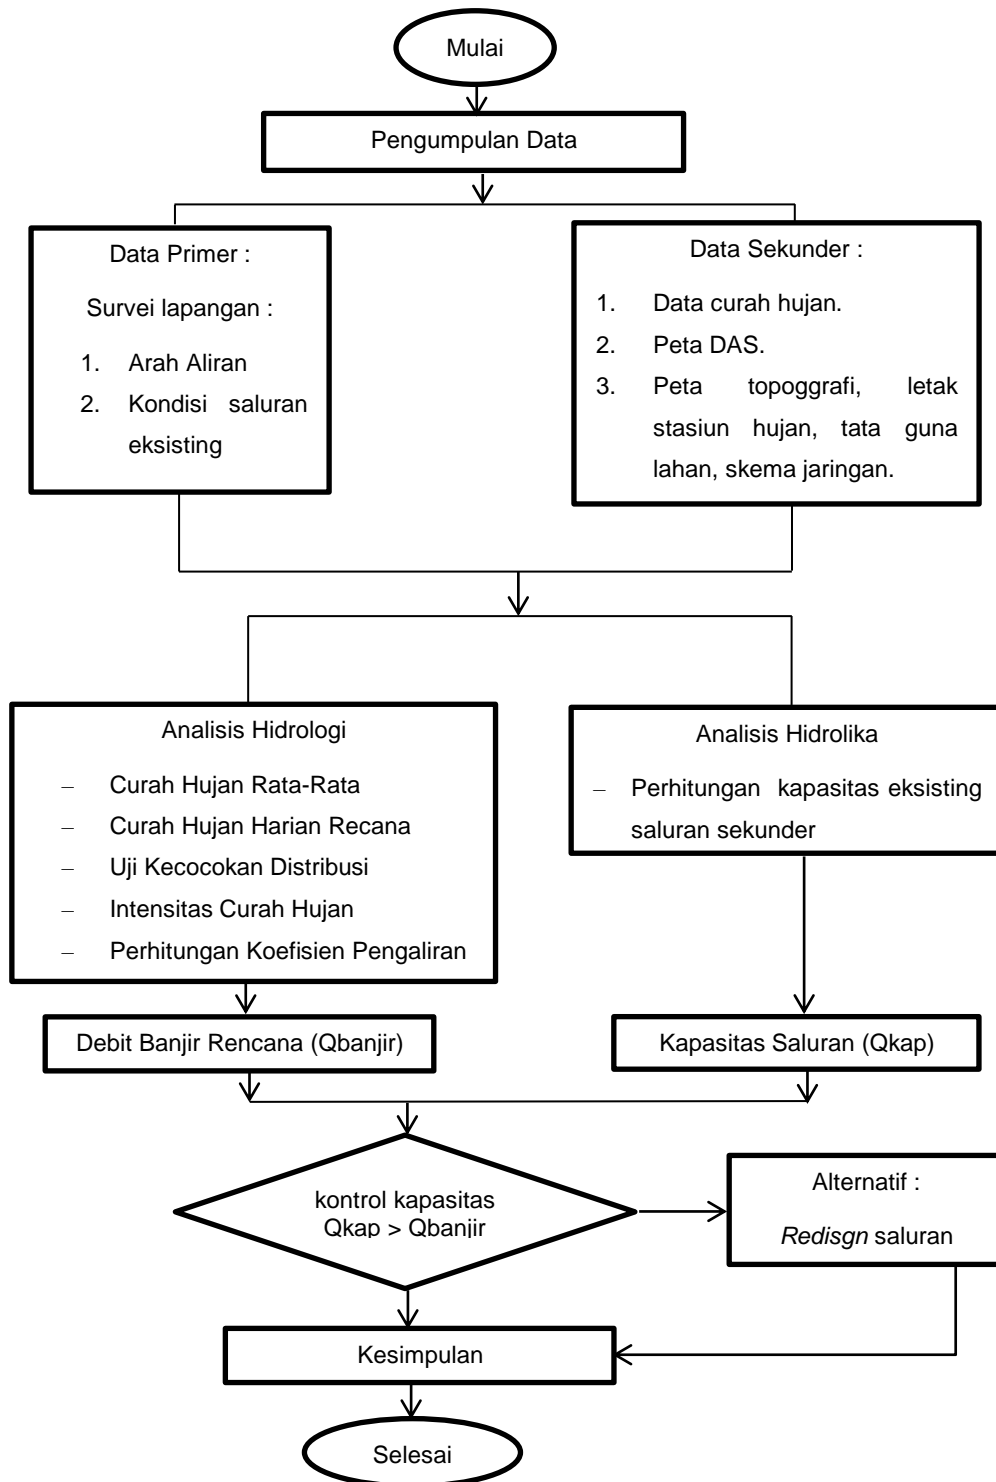 Mulai
Pengumpulan Data
Data Primer :
Survei lapangan :
1. Arah Aliran
2. Kondisi saluran
eksisting
Data Sekunder :
1. Data curah hujan.
2. Peta DAS.
3. Peta topoggrafi, letak
stasiun hujan, tata guna
lahan, skema jaringan.
Analisis Hidrologi
– Curah Hujan Rata-Rata
– Curah Hujan Harian Recana
– Uji Kecocokan Distribusi
– Intensitas Curah Hujan
– Perhitungan Koefisien Pengaliran
Analisis Hidrolika
– Perhitungan kapasitas eksisting
saluran sekunder
Debit Banjir Rencana (Qbanjir)
Kapasitas Saluran (Qkap)
kontrol kapasitas
Qkap > Qbanjir
Alternatif :
Redisgn saluran
Kesimpulan
Selesai